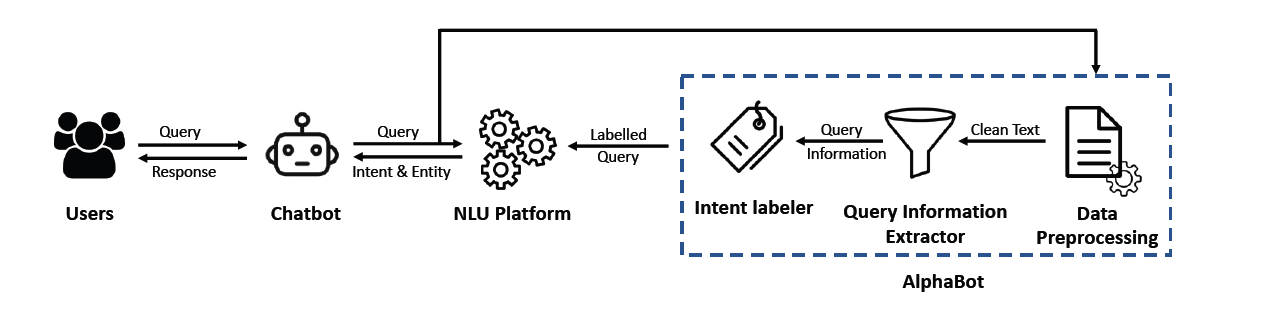 Query
Response
Users
Query
Intent & Entity
Chatbot
NLU Platform
Labelled
Query
Query
Information
Clean Text
Intent labeler
Query Information
Extractor
Data
Preprocessing
AlphaBot